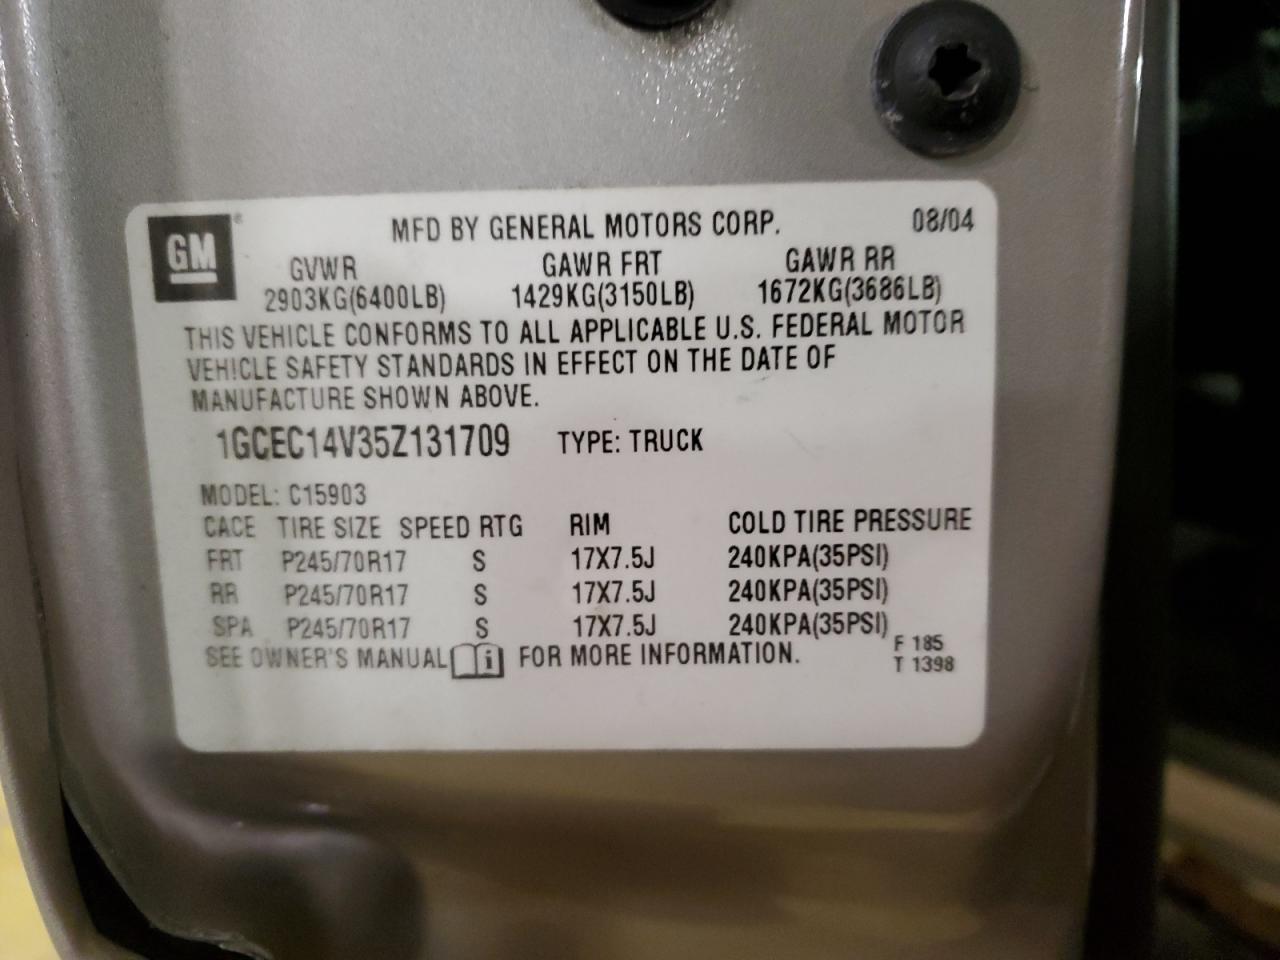 GM® MFD BY GENERAL MOTORS CORP. 08/04
GVWR GAWR FRT GAWR RR
2903KG(6400LB) 1429KG(3150LB) 1672KG(3686LB)
THIS VEHICLE CONFORMS TO ALL APPLICABLE U.S. FEDERAL MOTOR
VEHICLE SAFETY STANDARDS IN EFFECT ON THE DATE OF
MANUFACTURE SHOWN ABOVE.
1GCEC14V35Z131709 TYPE: TRUCK
MODEL: C15903
CACE TIRE SIZE SPEED RTG RIM COLD TIRE PRESSURE
FRT P245/70R17 S 17X7.5J 240KPA(35PSI)
RR P245/70R17 S 17X7.5J 240KPA(35PSI)
SPA P245/70R17 S 17X7.5J 240KPA(35PSI)
SEE OWNER'S MANUAL i FOR MORE INFORMATION.
F 185
T 1398